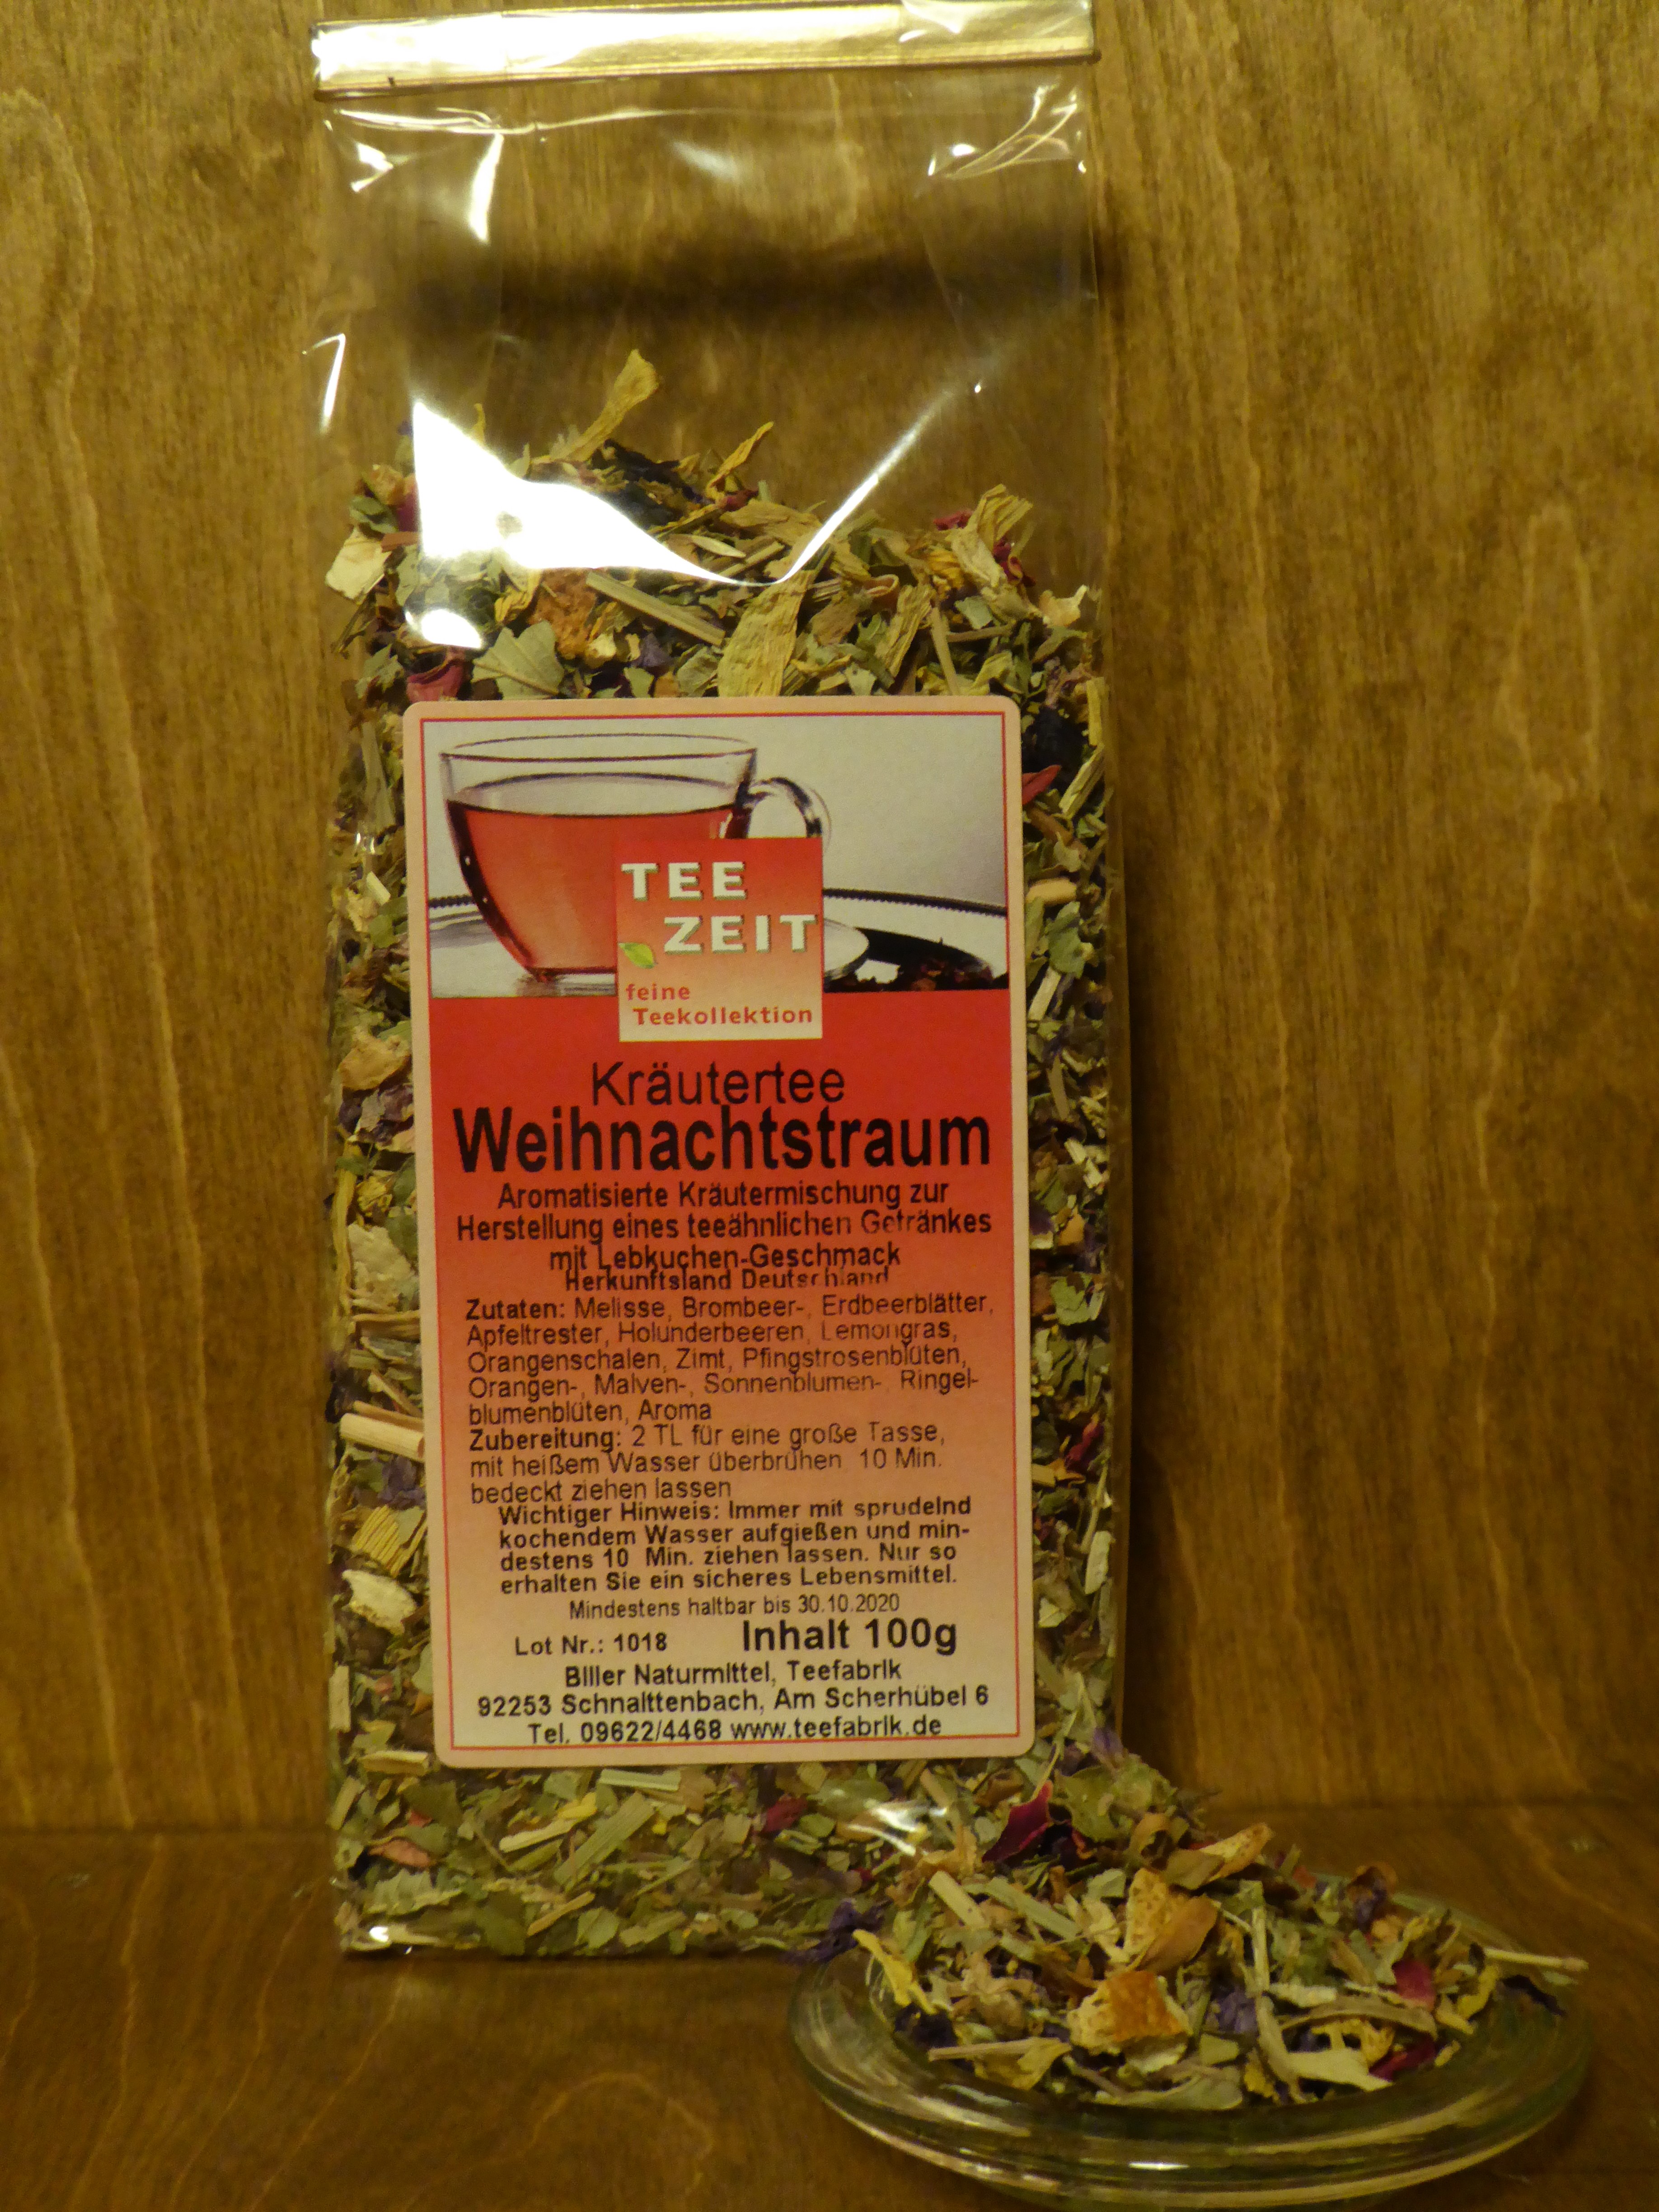 TEE
ZEIT
feine
Teekollektion
Kräutertee
Weihnachtstraum
Aromatisierte Kräutermischung zur
Herstellung eines teeähnlichen Getränkes
mit Lebkuchen-Geschmack
Herkunftsland Deutschland
Zutaten: Melisse, Brombeer-, Erdbeerblätter,
Apfeltrester, Holunderbeeren, Lemongras,
Orangenschalen, Zimt, Pfingstrosenblüten,
Orangen-, Malven-, Sonnenblumen-, Ringel-
blumenblüten, Aroma
Zubereitung: 2 TL für eine große Tasse,
mit heißem Wasser überbrühen 10 Min.
bedeckt ziehen lassen
Wichtiger Hinweis: Immer mit sprudelnd
kochendem Wasser aufgießen und min-
destens 10 Min. ziehen lassen. Nur so
erhalten Sie ein sicheres Lebensmittel.
Mindestens haltbar bis 30.10.2020
Lot Nr.: 1018 Inhalt 100g
Biller Naturmittel, Teefabrik
92253 Schnaittenbach, Am Scherhübel 6
Tel. 09622/4468 www.teefabrik.de